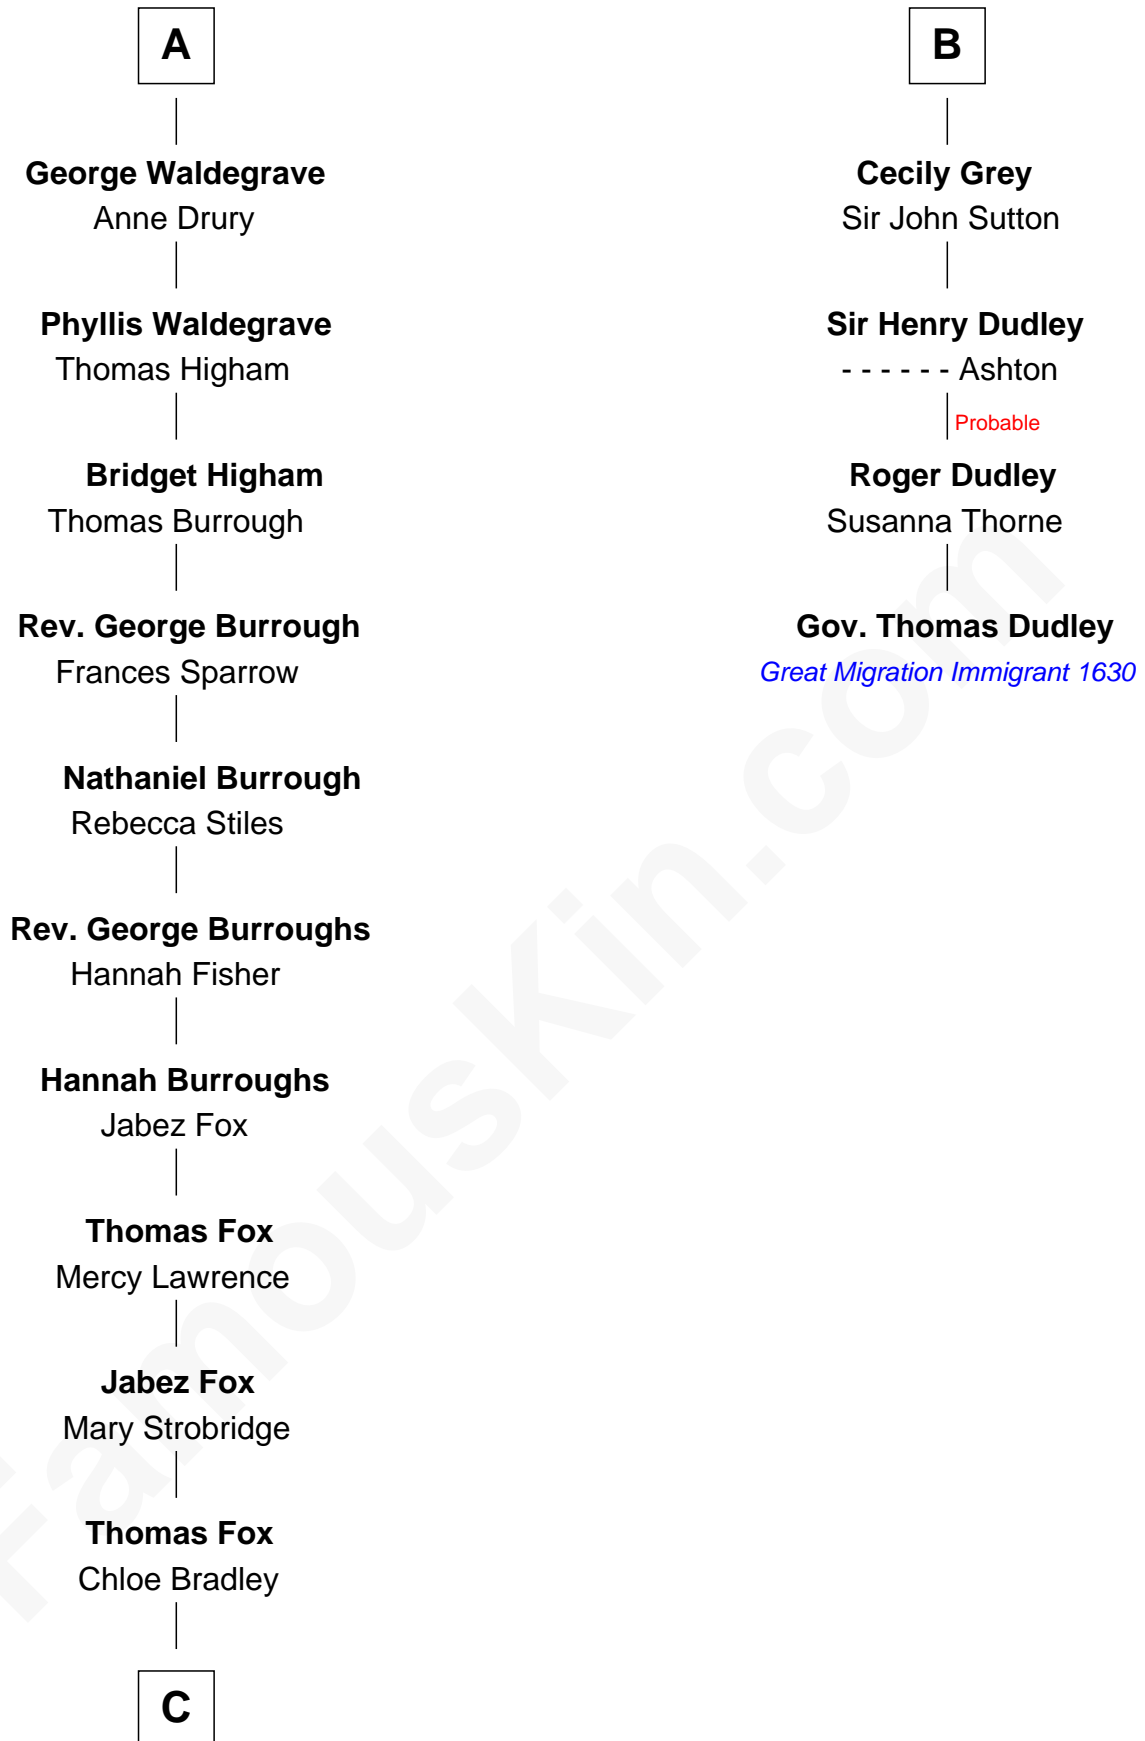 A
George Waldegrave
Anne Drury
Phyllis Waldegrave
Thomas Higham
Bridget Higham
Thomas Burrough
Rev. George Burrough
Frances Sparrow
Nathaniel Burrough
Rebecca Stiles
Rev. George Burroughs
Hannah Fisher
Hannah Burroughs
Jabez Fox
Thomas Fox
Mercy Lawrence
Jabez Fox
Mary Strobridge
Thomas Fox
Chloe Bradley
C
B
Cecily Grey
Sir John Sutton
Sir Henry Dudley
- - - - - - Ashton
Probable
Roger Dudley
Susanna Thorne
Gov. Thomas Dudley
Great Migration Immigrant 1630
FamousKin.com